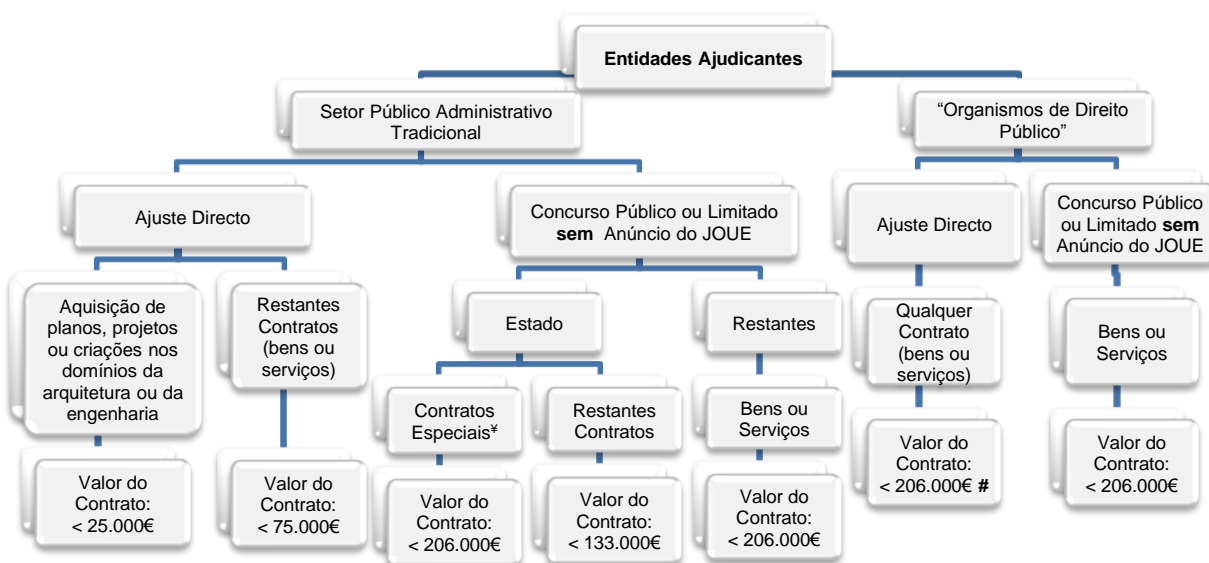 Entidades Ajudicantes
Setor Público Administrativo
Tradicional
“Organismos de Direito
Público”
Ajuste Directo
Concurso Público ou Limitado
sem Anúncio do JOUE
Ajuste Directo
Concurso Público
ou Limitado sem
Anúncio do JOUE
Aquisição de
planos, projetos
ou criações nos
domínios da
arquitetura ou da
engenharia
Restantes
Contratos
(bens ou
serviços)
Estado
Restantes
Qualquer
Contrato
(bens ou
serviços)
Bens ou
Serviços
Contratos
Especiais¥
Restantes
Contratos
Bens ou
Serviços
Valor do
Contrato:
< 25.000€
Valor do
Contrato:
< 75.000€
Valor do
Contrato:
< 206.000€
Valor do
Contrato:
< 133.000€
Valor do
Contrato:
< 206.000€
Valor do
Contrato:
< 206.000€ #
Valor do
Contrato:
< 206.000€